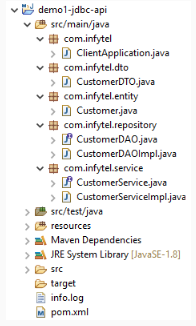 demo1-jdbc-api
src/main/java
com.infytel
ClientApplication.java
com.infytel.dto
CustomerDTO.java
com.infytel.entity
Customer.java
com.infytel.repository
CustomerDAO.java
CustomerDAOImpl.java
com.infytel.service
CustomerService.java
CustomerServiceImpl.java
src/test/java
resources
Maven Dependencies
JRE System Library [JavaSE-1.8]
src
target
info.log
pom.xml